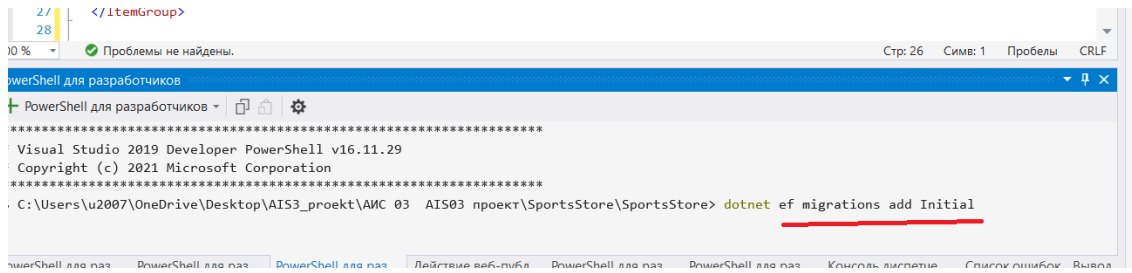 27 </ItemGroup>
28
00 % Проблемы не найдены. Стр: 26 Симв: 1 Пробелы CRLF
owerShell для разработчиков
PowerShell для разработчиков
******************************************************************
Visual Studio 2019 Developer PowerShell v16.11.29
Copyright (c) 2021 Microsoft Corporation
******************************************************************
C:\Users\u2007\OneDrive\Desktop\AIS3_proekt\АИС 03  AIS03 проект\SportsStore\SportsStore> dotnet ef migrations add Initial
owerShell для раз... PowerShell для раз... PowerShell для раз... Действие веб-публ... PowerShell для раз... PowerShell для раз... Консоль диспетче... Список ошибок Вывод